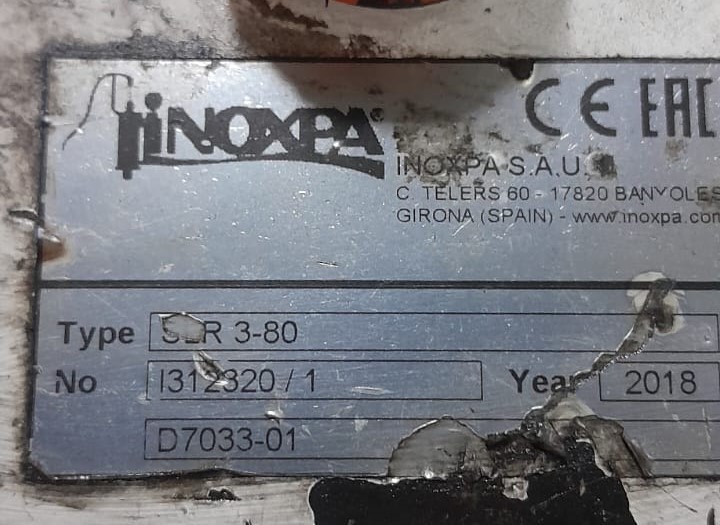 iNOXPA®
CE EAC
INOXPA S.A.U.
C. TELERS 60 - 17820 BANYOLES
GIRONA (SPAIN) - www.inoxpa.com
Type SLR 3-80
No I312320 / 1 Year 2018
D7033-01